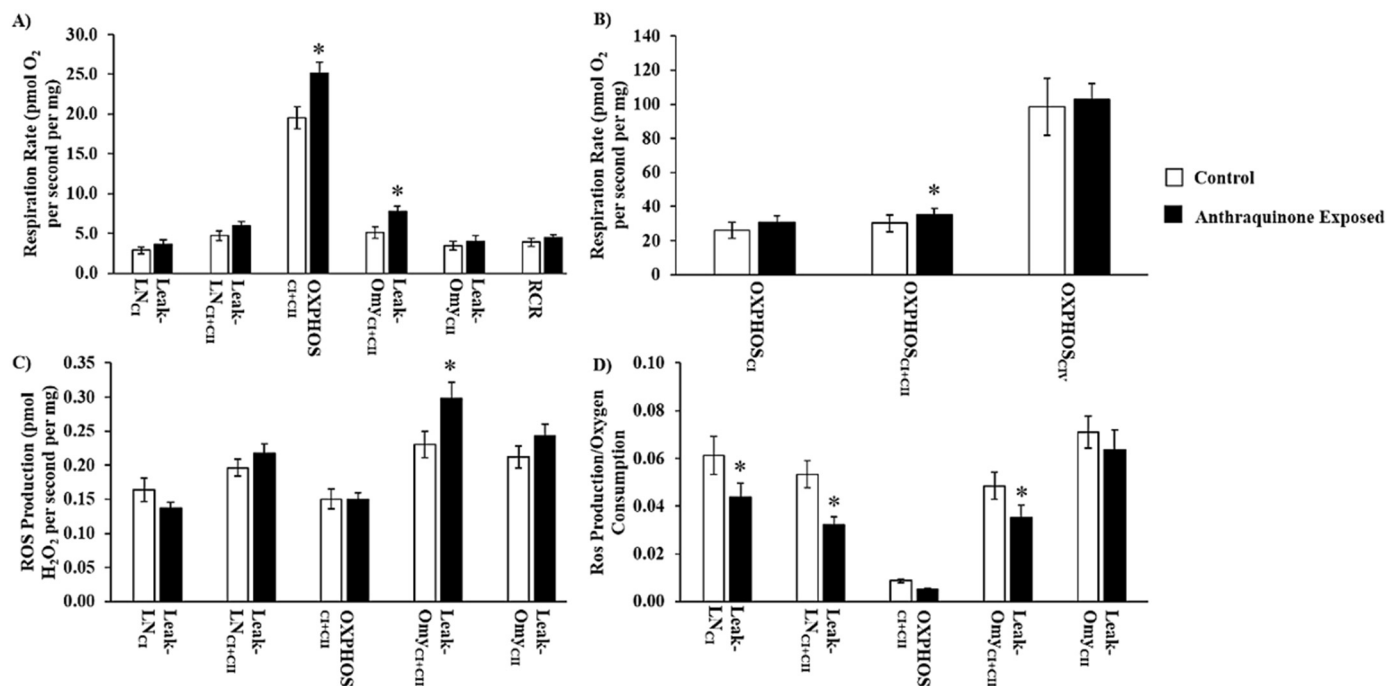 A)
Respiration Rate (pmol O2
per second per mg)
30.0
25.0
20.0
15.0
10.0
5.0
0.0
*
*
Leak-
LNCI
Leak-
LNCI+CII
OXPHOS
CI+CII
Leak-
OmyCI+CII
Leak-
OmyCII
RCR
B)
Respiration Rate (pmol O2
per second per mg)
140
120
100
80
60
40
20
0
*
OXPHOSCI
OXPHOSCI+CII
OXPHOSCIV
Control
Anthraquinone Exposed
C)
ROS Production (pmol
H2O2 per second per mg)
0.35
0.30
0.25
0.20
0.15
0.10
0.05
0.00
*
Leak-
LNCI
Leak-
LNCI+CII
OXPHOS
CI+CII
Leak-
OmyCI+CII
Leak-
OmyCII
D)
Ros Production/Oxygen
Consumption
0.10
0.08
0.06
0.04
0.02
0.00
*
*
*
Leak-
LNCI
Leak-
LNCI+CII
OXPHOS
CI+CII
Leak-
OmyCI+CII
Leak-
OmyCII